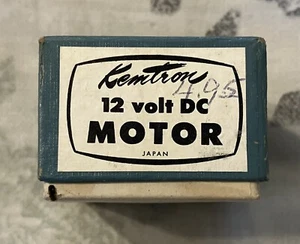 Kemtron
4.95
12 volt DC
MOTOR
JAPAN